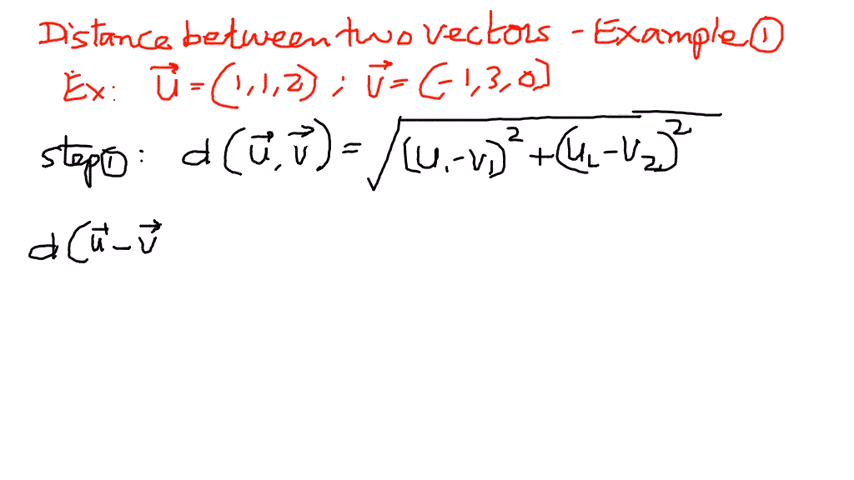 Distance between two vectors - Example ①
Ex: u⃗ = (1,1,2) ; v⃗ = (-1,3,0]
step①: d(u⃗,v⃗) = √(u₁-v₁)² + (u₂-v₂)²
d(u⃗-v⃗